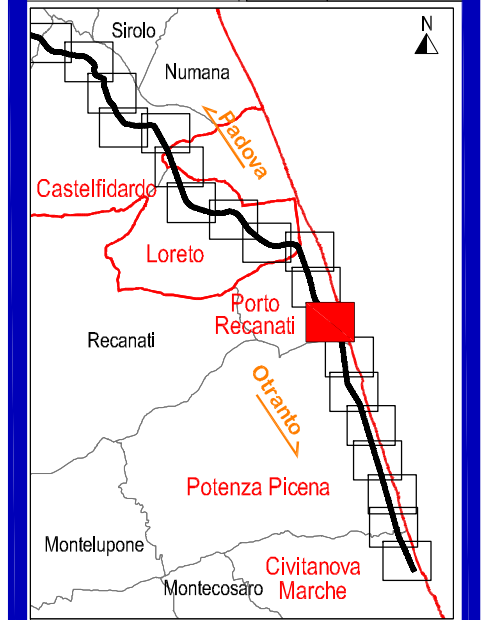 N
Sirolo
Numana
Padova
Castelfidardo
Loreto
Porto
Recanati
Recanati
Otranto
Potenza Picena
Montelupone
Civitanova
Marche
Montecosaro